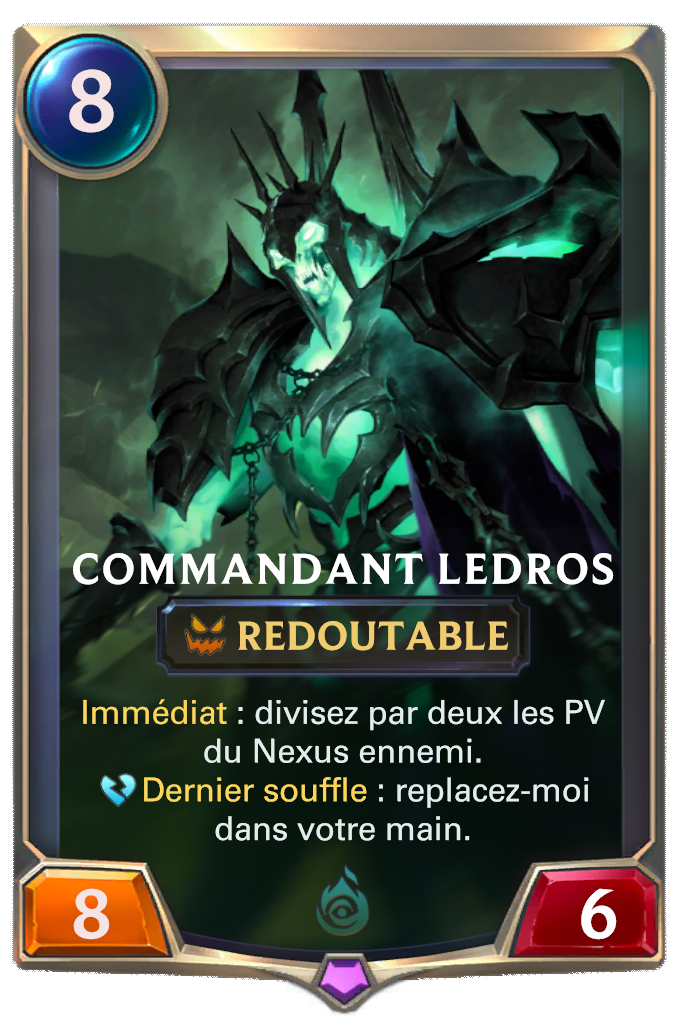 8
COMMANDANT LEDROS
REDOUTABLE
Immédiat : divisez par deux les PV
du Nexus ennemi.
Dernier souffle : replacez-moi
dans votre main.
8
6